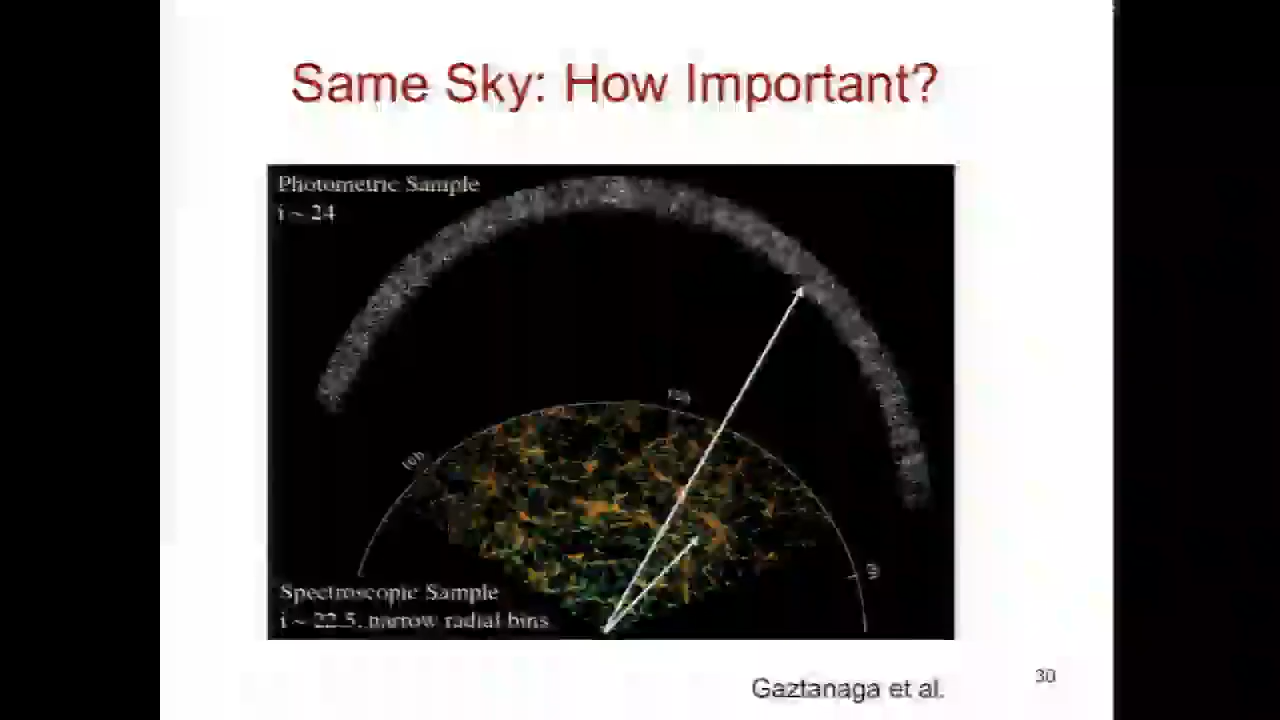 Same Sky: How Important?
Photometric Sample
i ~ 24
Spectroscopic Sample
i ~ 22.5, narrow radial bins
Gaztanaga et al.
30